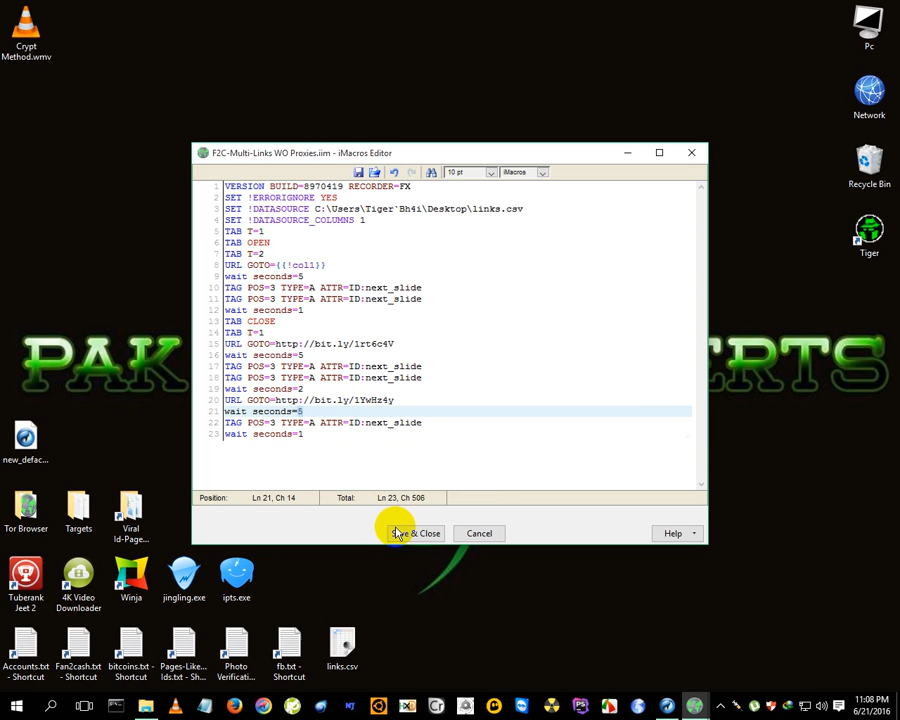 Crypt
Method.wmv
Pc
Network
Recycle Bin
Tiger
F2C-Multi-Links WO Proxies.iim - iMacros Editor
10 pt
iMacros
1 VERSION BUILD=8970419 RECORDER=FX
2 SET !ERRORIGNORE YES
3 SET !DATASOURCE C:\Users\Tiger`Bh4i\Desktop\links.csv
4 SET !DATASOURCE_COLUMNS 1
5 TAB T=1
6 TAB OPEN
7 TAB T=2
8 URL GOTO={{!col1}}
9 wait seconds=5
10 TAG POS=3 TYPE=A ATTR=ID:next_slide
11 TAG POS=3 TYPE=A ATTR=ID:next_slide
12 wait seconds=1
13 TAB CLOSE
14 TAB T=1
15 URL GOTO=http://bit.ly/1rt6c4V
16 wait seconds=5
17 TAG POS=3 TYPE=A ATTR=ID:next_slide
18 TAG POS=3 TYPE=A ATTR=ID:next_slide
19 wait seconds=2
20 URL GOTO=http://bit.ly/1YwHz4y
21 wait seconds=5
22 TAG POS=3 TYPE=A ATTR=ID:next_slide
23 wait seconds=1
Position: Ln 21, Ch 14 Total: Ln 23, Ch 506
Save & Close
Cancel
Help
PAK
ERTS
new_defac...
Tor Browser
Targets
Viral
Id-Page...
Tuberank
Jeet 2
4K Video
Downloader
Winja
jingling.exe
ipts.exe
Accounts.txt
- Shortcut
Fan2cash.txt
- Shortcut
bitcoins.txt -
Shortcut
Pages-Like...
Ids.txt - S...
Photo
Verificati...
fb.txt -
Shortcut
links.csv
11:08 PM
6/21/2016